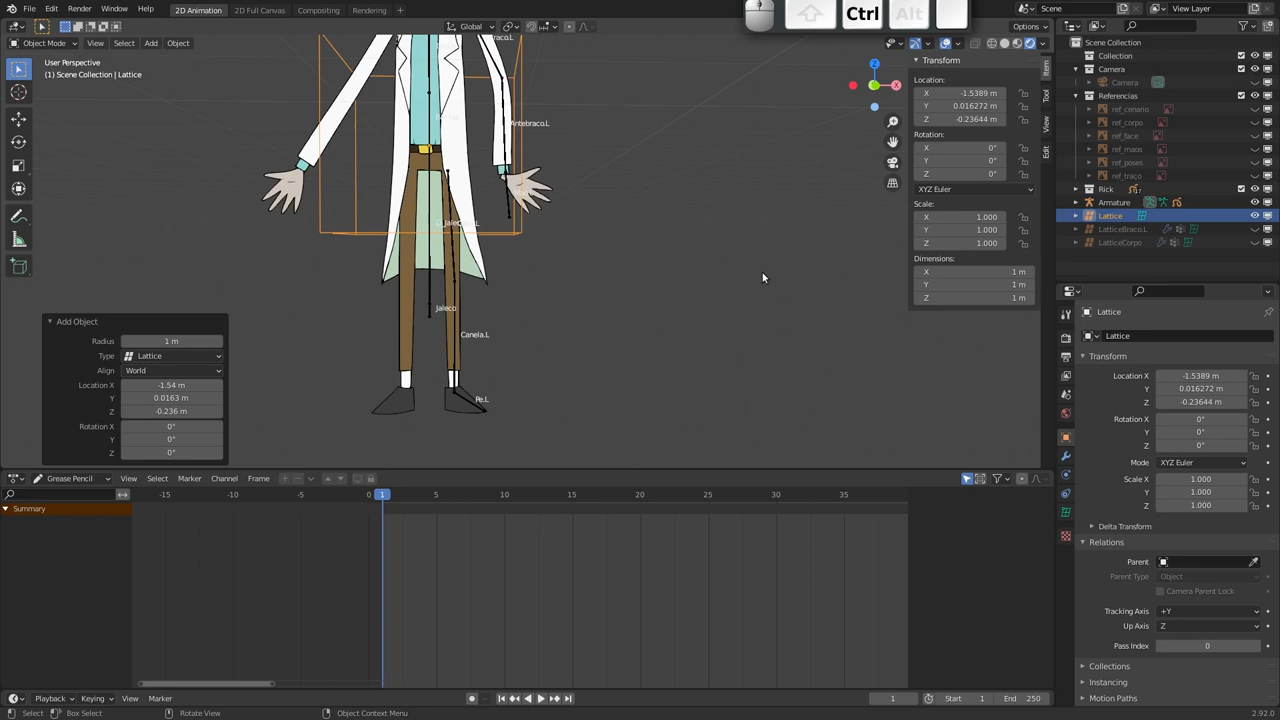 File Edit Render Window Help 2D Animation 2D Full Canvas Compositing Rendering +
Ctrl Alt
Scene View Layer
Object Mode View Select Add Object Global Options
User Perspective
(1) Scene Collection | Lattice
Antebraco.L
Jaleco
Canela.L
Pe.L
Z
X
Transform
Location:
X -1.5389 m
Y 0.016272 m
Z -0.23644 m
Rotation:
X 0°
Y 0°
Z 0°
XYZ Euler
Scale:
X 1.000
Y 1.000
Z 1.000
Dimensions:
X 1 m
Y 1 m
Z 1 m
Item
Tool
View
Edit
Scene Collection
Collection
Camera
Camera
Referencias
ref_cenario
ref_corpo
ref_face
ref_maos
ref_poses
ref_traço
Rick
Armature
Lattice
LatticeBraco.L
LatticeCorpo
Add Object
Radius 1 m
Type Lattice
Align World
Location X -1.54 m
Y 0.0163 m
Z -0.236 m
Rotation X 0°
Y 0°
Z 0°
Lattice
Lattice
Transform
Location X -1.5389 m
Y 0.016272 m
Z -0.23644 m
Rotation X 0°
Y 0°
Z 0°
Mode XYZ Euler
Scale X 1.000
Y 1.000
Z 1.000
Delta Transform
Relations
Parent
Parent Type Object
Camera Parent Lock
Tracking Axis +Y
Up Axis Z
Pass Index 0
Collections
Instancing
Motion Paths
Grease Pencil View Select Marker Channel Frame
-15 -10 -5 0 1 5 10 15 20 25 30 35
Summary
Playback Keying View Marker 1 Start 1 End 250
Select Box Select Rotate View Object Context Menu 2.92.0